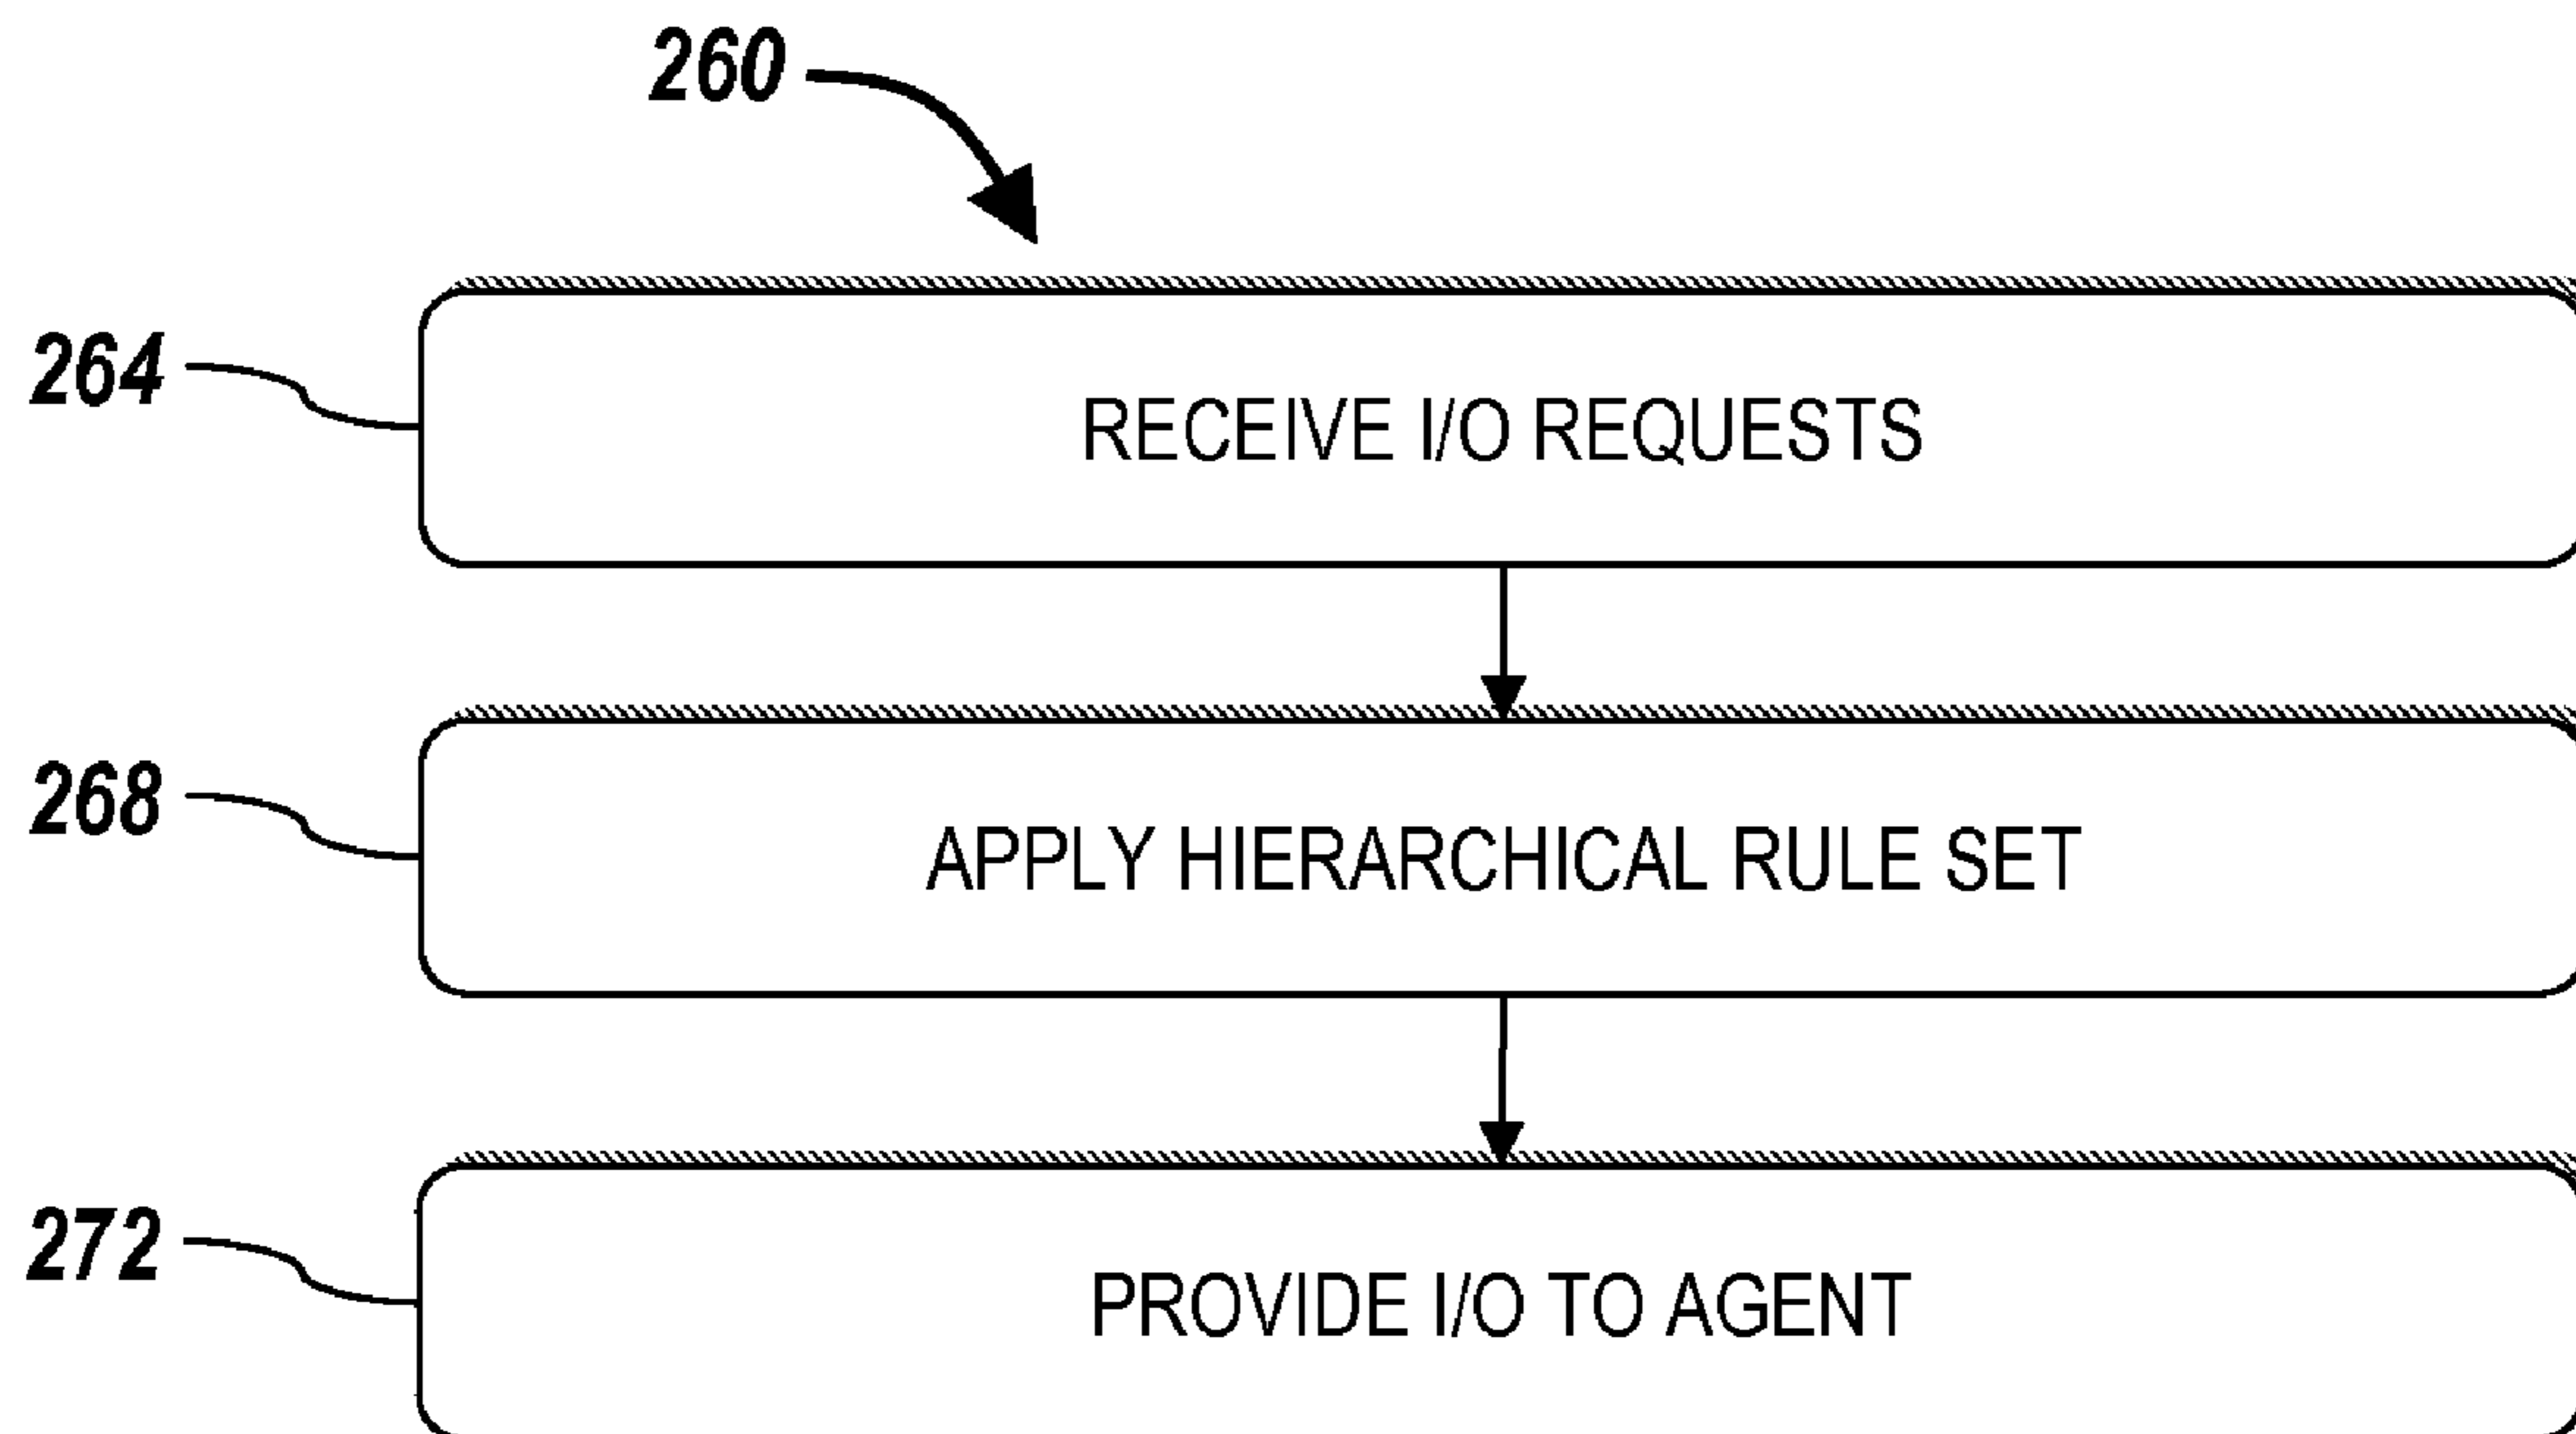 260
264
RECEIVE I/O REQUESTS
268
APPLY HIERARCHICAL RULE SET
272
PROVIDE I/O TO AGENT